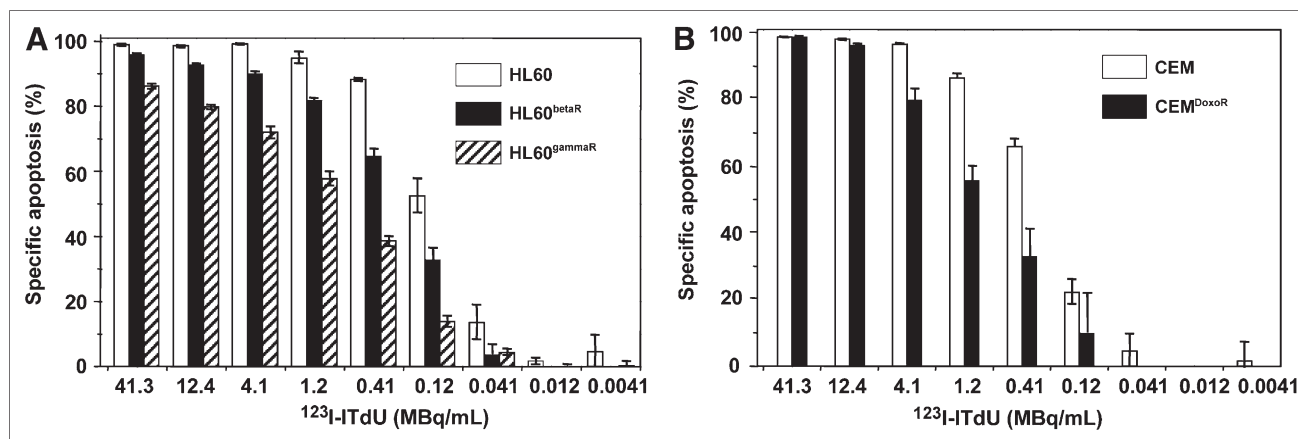 A
Specific apoptosis (%)
100
80
60
40
20
0
HL60
HL60betaR
HL60gammaR
41.3 12.4 4.1 1.2 0.41 0.12 0.041 0.012 0.0041
123I-ITdU (MBq/mL)
B
Specific apoptosis (%)
100
80
60
40
20
0
CEM
CEMDoxoR
41.3 12.4 4.1 1.2 0.41 0.12 0.041 0.012 0.0041
123I-ITdU (MBq/mL)